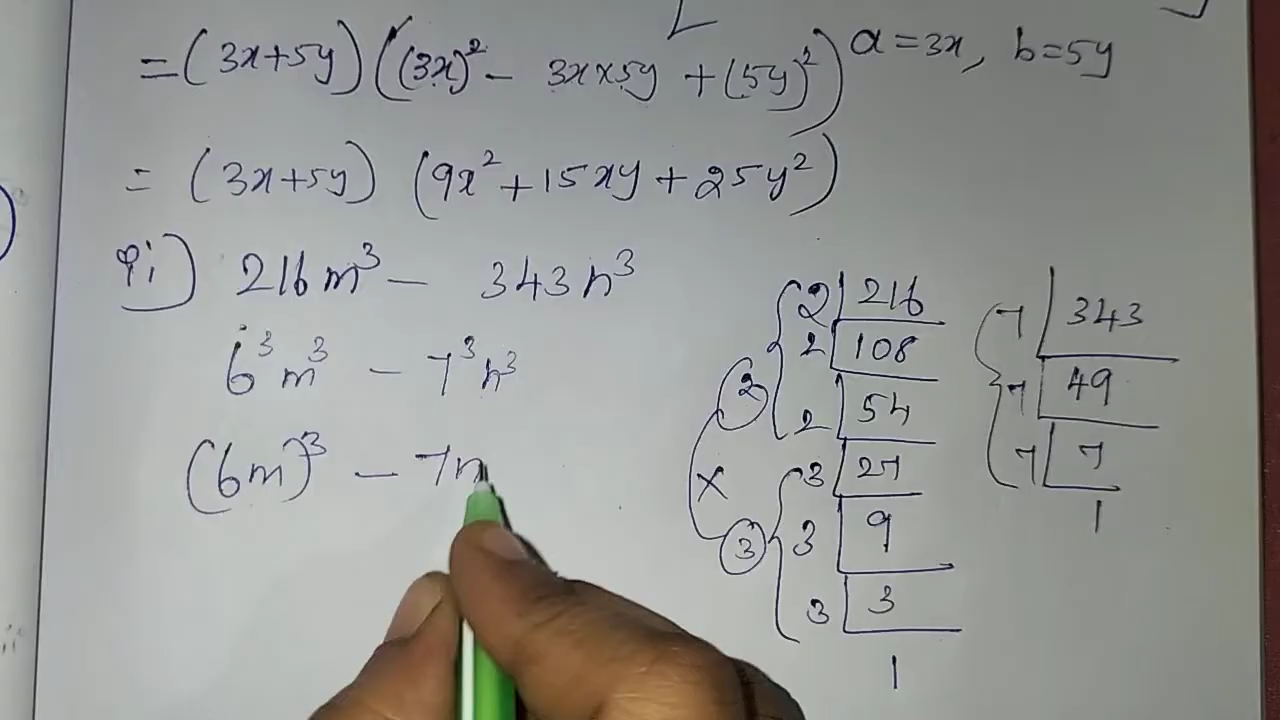 =(3x+5y)((3x)²- 3x×5y +(5y)²) a=3x, b=5y
= (3x+5y) (9x²+15xy+25y²)
ii) 216m³- 343n³
6³m³ - 7³n³
(6m)³ - 7n
2 216
2 108
2 54
3 27
3 9
3 3
1
2
×
3
7 343
7 49
7 7
1